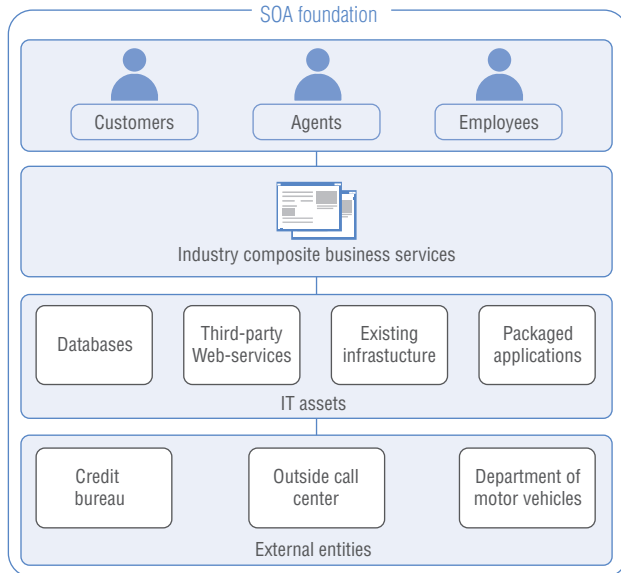 SOA foundation
Customers
Agents
Employees
Industry composite business services
Databases
Third-party
Web-services
Existing
infrastucture
Packaged
applications
IT assets
Credit
bureau
Outside call
center
Department of
motor vehicles
External entities